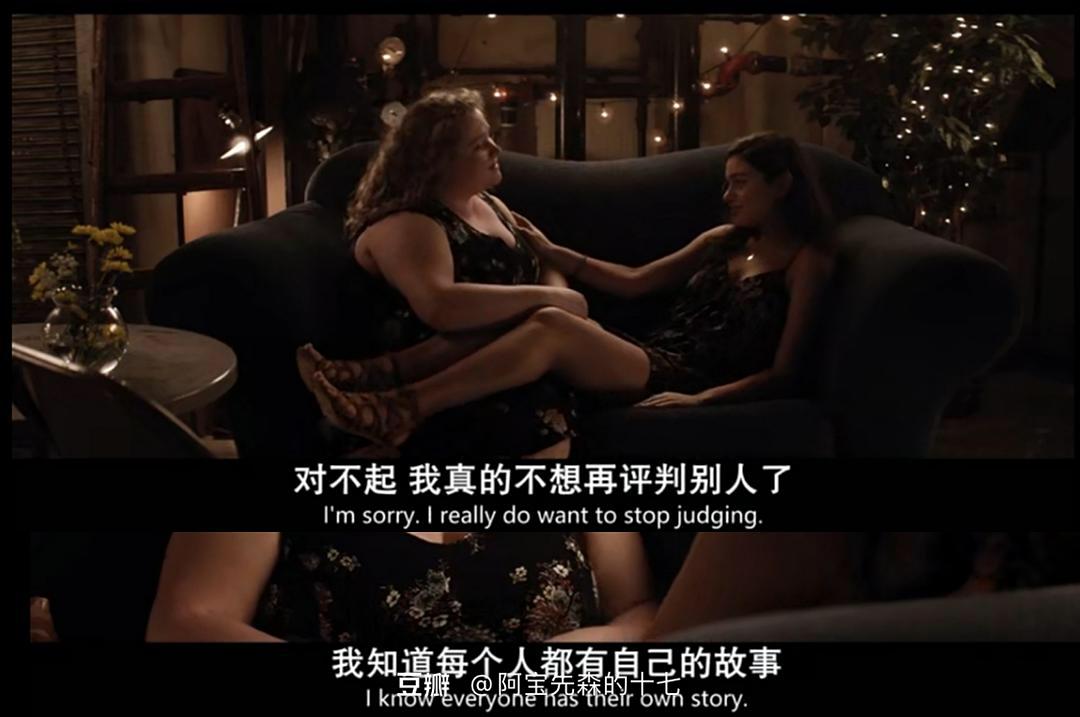 对不起 我真的不想再评判别人了
I'm sorry. I really do want to stop judging.
我知道每个人都有自己的故事
豆瓣 @阿宝先森的十七
I know everyone has their own story.